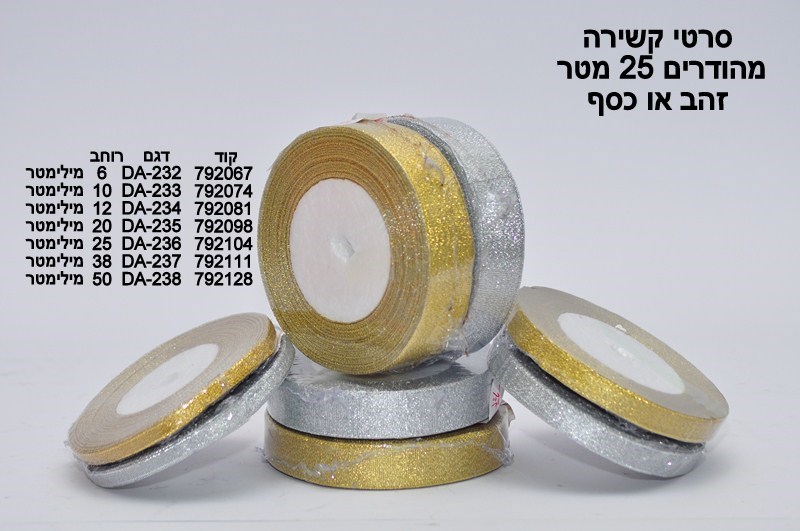 סרטי קשירה
מהודרים 25 מטר
זהב או כסף
קוד דגם רוחב
792067 DA-232 6 מילימטר
792074 DA-233 10 מילימטר
792081 DA-234 12 מילימטר
792098 DA-235 20 מילימטר
792104 DA-236 25 מילימטר
792111 DA-237 38 מילימטר
792128 DA-238 50 מילימטר